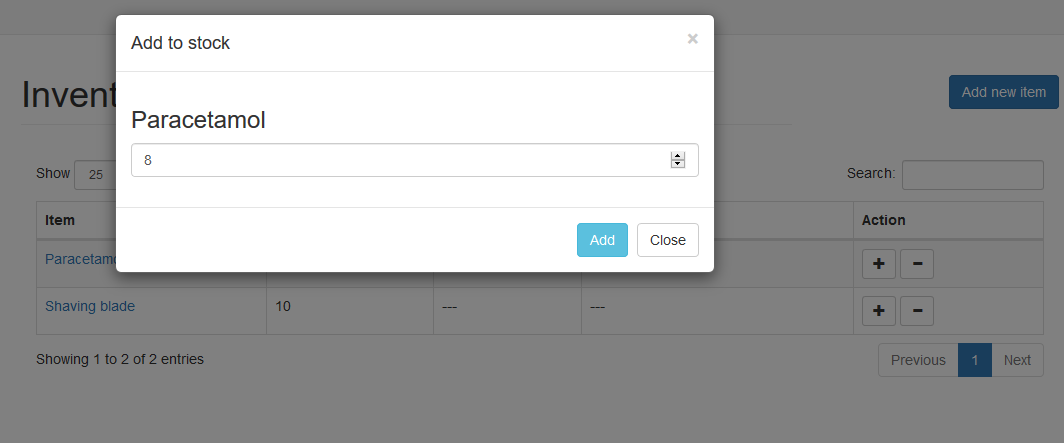 Add to stock ×
Invent
Add new item
Paracetamol
8
Show 25
Search:
Item
Action
Add Close
Paracetam
Shaving blade 10 --- ---
Showing 1 to 2 of 2 entries
Previous 1 Next